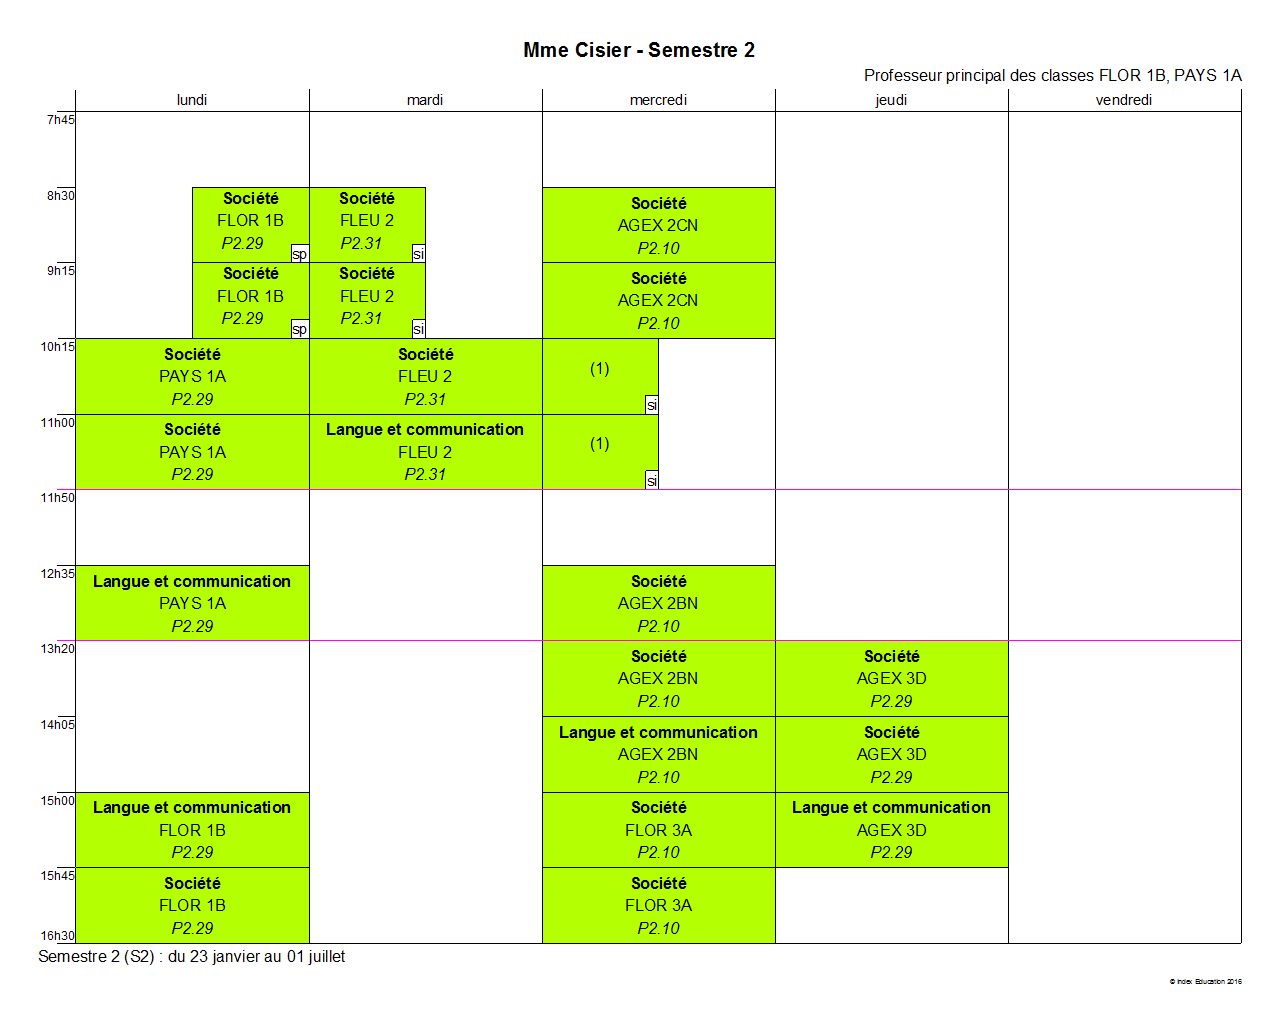 Mme Cisier - Semestre 2
Professeur principal des classes FLOR 1B, PAYS 1A
lundi mardi mercredi jeudi vendredi
7h45
8h30
Société
FLOR 1B
P2.29
sp
Société
FLEU 2
P2.31
si
Société
AGEX 2CN
P2.10
9h15
Société
FLOR 1B
P2.29
sp
Société
FLEU 2
P2.31
si
Société
AGEX 2CN
P2.10
10h15
Société
PAYS 1A
P2.29
Société
FLEU 2
P2.31
(1)
si
11h00
Société
PAYS 1A
P2.29
Langue et communication
FLEU 2
P2.31
(1)
si
11h50
12h35
Langue et communication
PAYS 1A
P2.29
Société
AGEX 2BN
P2.10
13h20
Société
AGEX 2BN
P2.10
Société
AGEX 3D
P2.29
14h05
Langue et communication
AGEX 2BN
P2.10
Société
AGEX 3D
P2.29
15h00
Langue et communication
FLOR 1B
P2.29
Société
FLOR 3A
P2.10
Langue et communication
AGEX 3D
P2.29
15h45
Société
FLOR 1B
P2.29
Société
FLOR 3A
P2.10
16h30
Semestre 2 (S2) : du 23 janvier au 01 juillet
© Index Education 2016